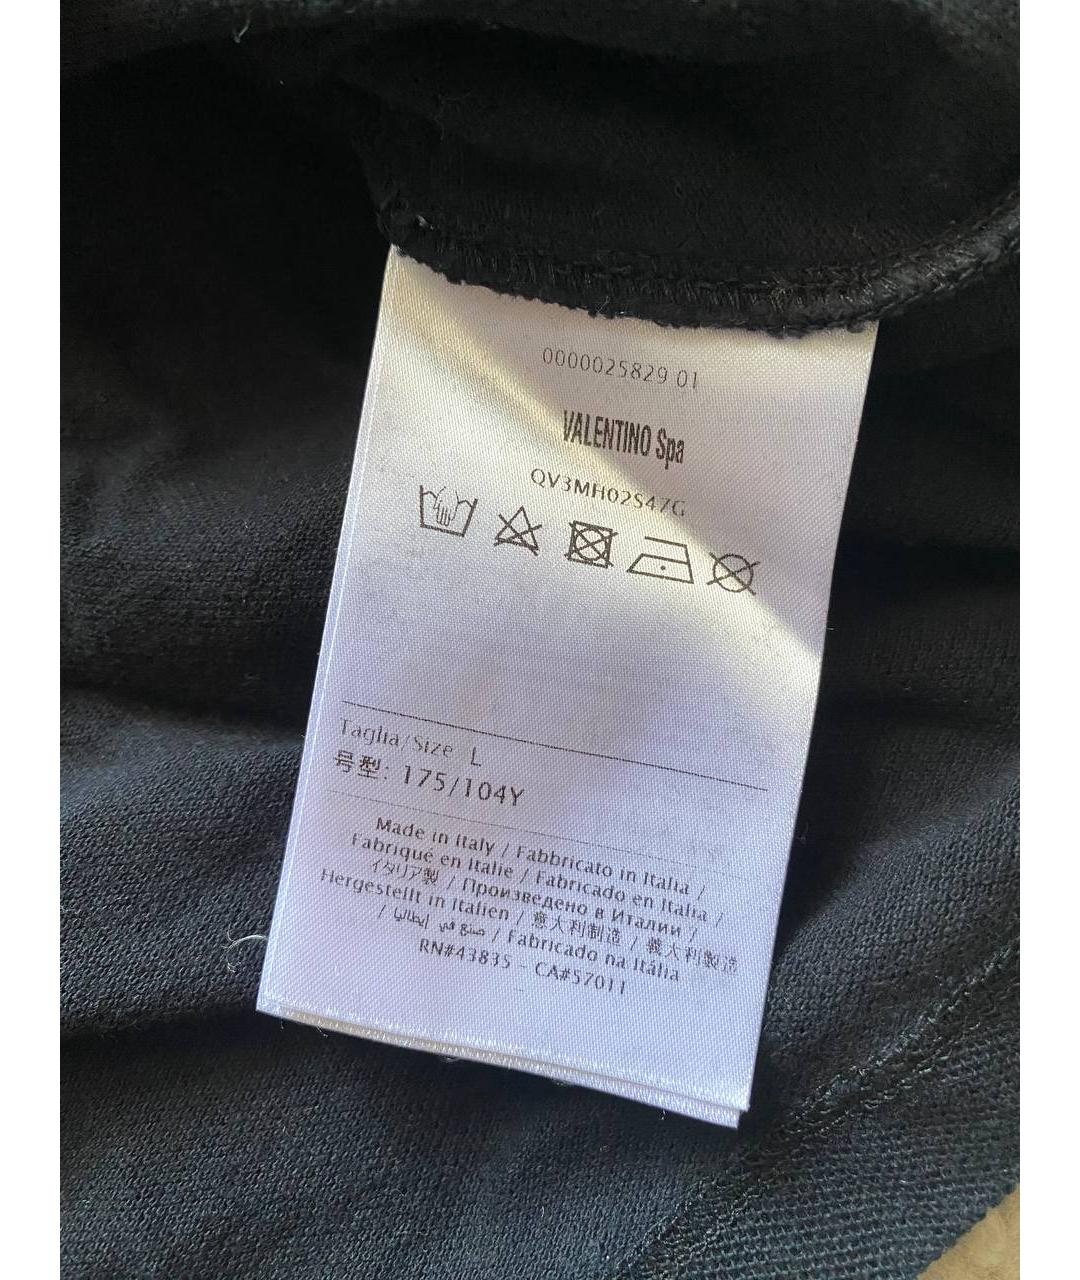 0000025829 01
VALENTINO Spa
QV3MH02S47G
Taglia/Size L
号型: 175/104Y
Made in Italy / Fabbricato in Italia /
Fabriqué en Italie / Fabricado en Italia /
イタリア製 / Произведено в Италии /
Hergestellt in Italien / 意大利制造 / 義大利製造
/ صنع في إيطاليا / Fabricado na Itália
RN#43835 - CA#57011